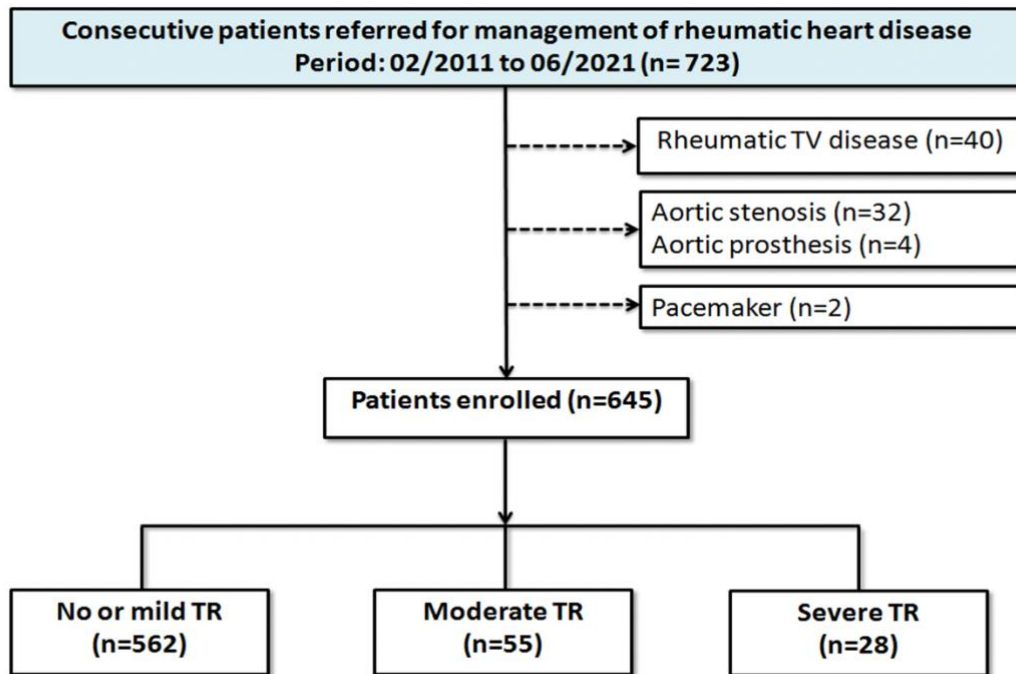 Consecutive patients referred for management of rheumatic heart disease
Period: 02/2011 to 06/2021 (n= 723)
Rheumatic TV disease (n=40)
Aortic stenosis (n=32)
Aortic prosthesis (n=4)
Pacemaker (n=2)
Patients enrolled (n=645)
No or mild TR
(n=562)
Moderate TR
(n=55)
Severe TR
(n=28)